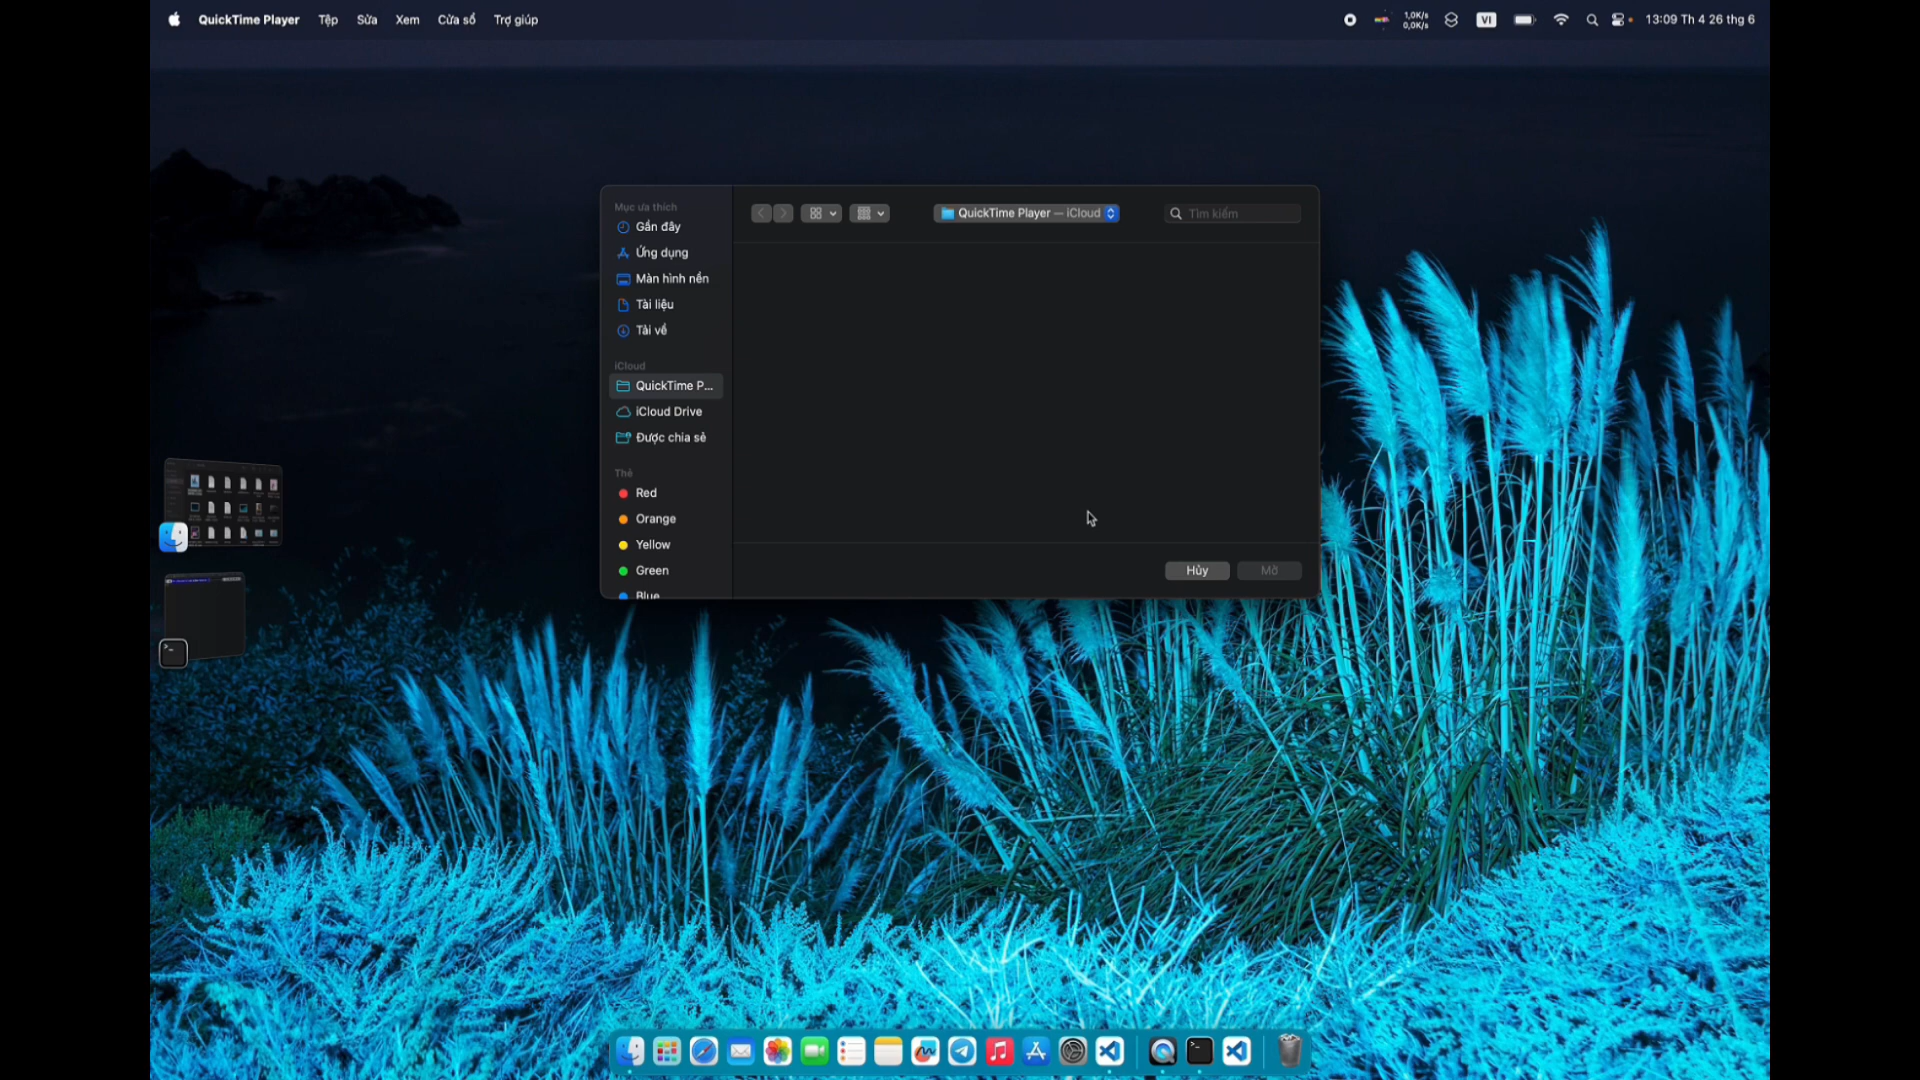 QuickTime Player Tệp Sửa Xem Cửa sổ Trợ giúp
1,0K/s
0,0K/s
VI
13:09 Th 4 26 thg 6
Mục ưa thích
Gần đây
Ứng dụng
Màn hình nền
Tài liệu
Tải về
iCloud
QuickTime P...
iCloud Drive
Được chia sẻ
Thẻ
Red
Orange
Yellow
Green
Blue
QuickTime Player — iCloud
Tìm kiếm
Hủy
Mở